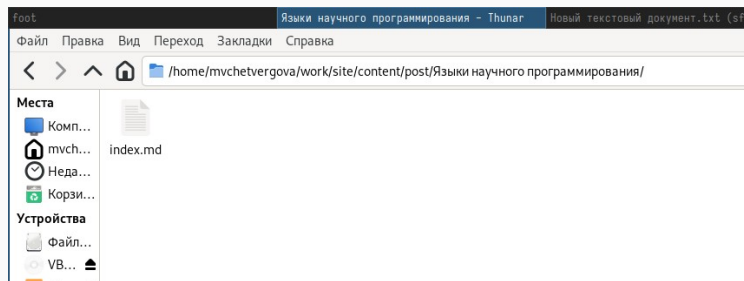 foot
Языки научного программирования - Thunar
Новый текстовый документ.txt (sf
Файл Правка Вид Переход Закладки Справка
/home/mvchetvergova/work/site/content/post/Языки научного программирования/
Места
Комп...
mvch...
Неда...
Корзи...
Устройства
Файл...
VB...
index.md